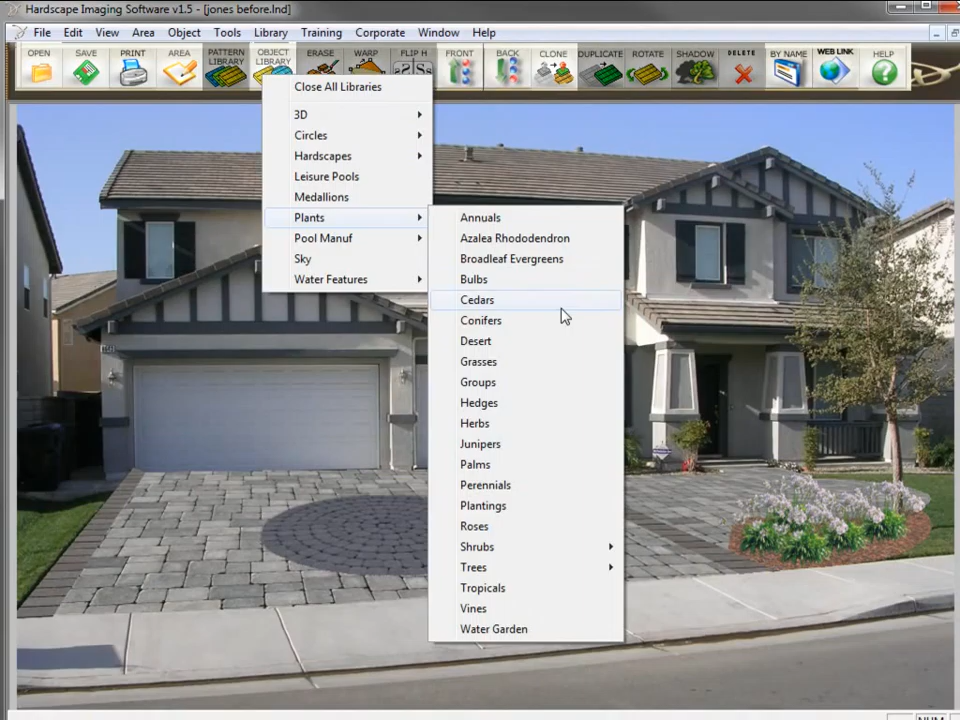 Hardscape Imaging Software v1.5 - [jones before.lnd]
File Edit View Area Object Tools Library Training Corporate Window Help
OPEN SAVE PRINT AREA PATTERN LIBRARY OBJECT LIBRARY ERASE WARP FLIP H FRONT BACK CLONE DUPLICATE ROTATE SHADOW DELETE BY NAME WEB LINK HELP
Close All Libraries
3D
Circles
Hardscapes
Leisure Pools
Medallions
Plants
Pool Manuf
Sky
Water Features
Annuals
Azalea Rhododendron
Broadleaf Evergreens
Bulbs
Cedars
Conifers
Desert
Grasses
Groups
Hedges
Herbs
Junipers
Palms
Perennials
Plantings
Roses
Shrubs
Trees
Tropicals
Vines
Water Garden